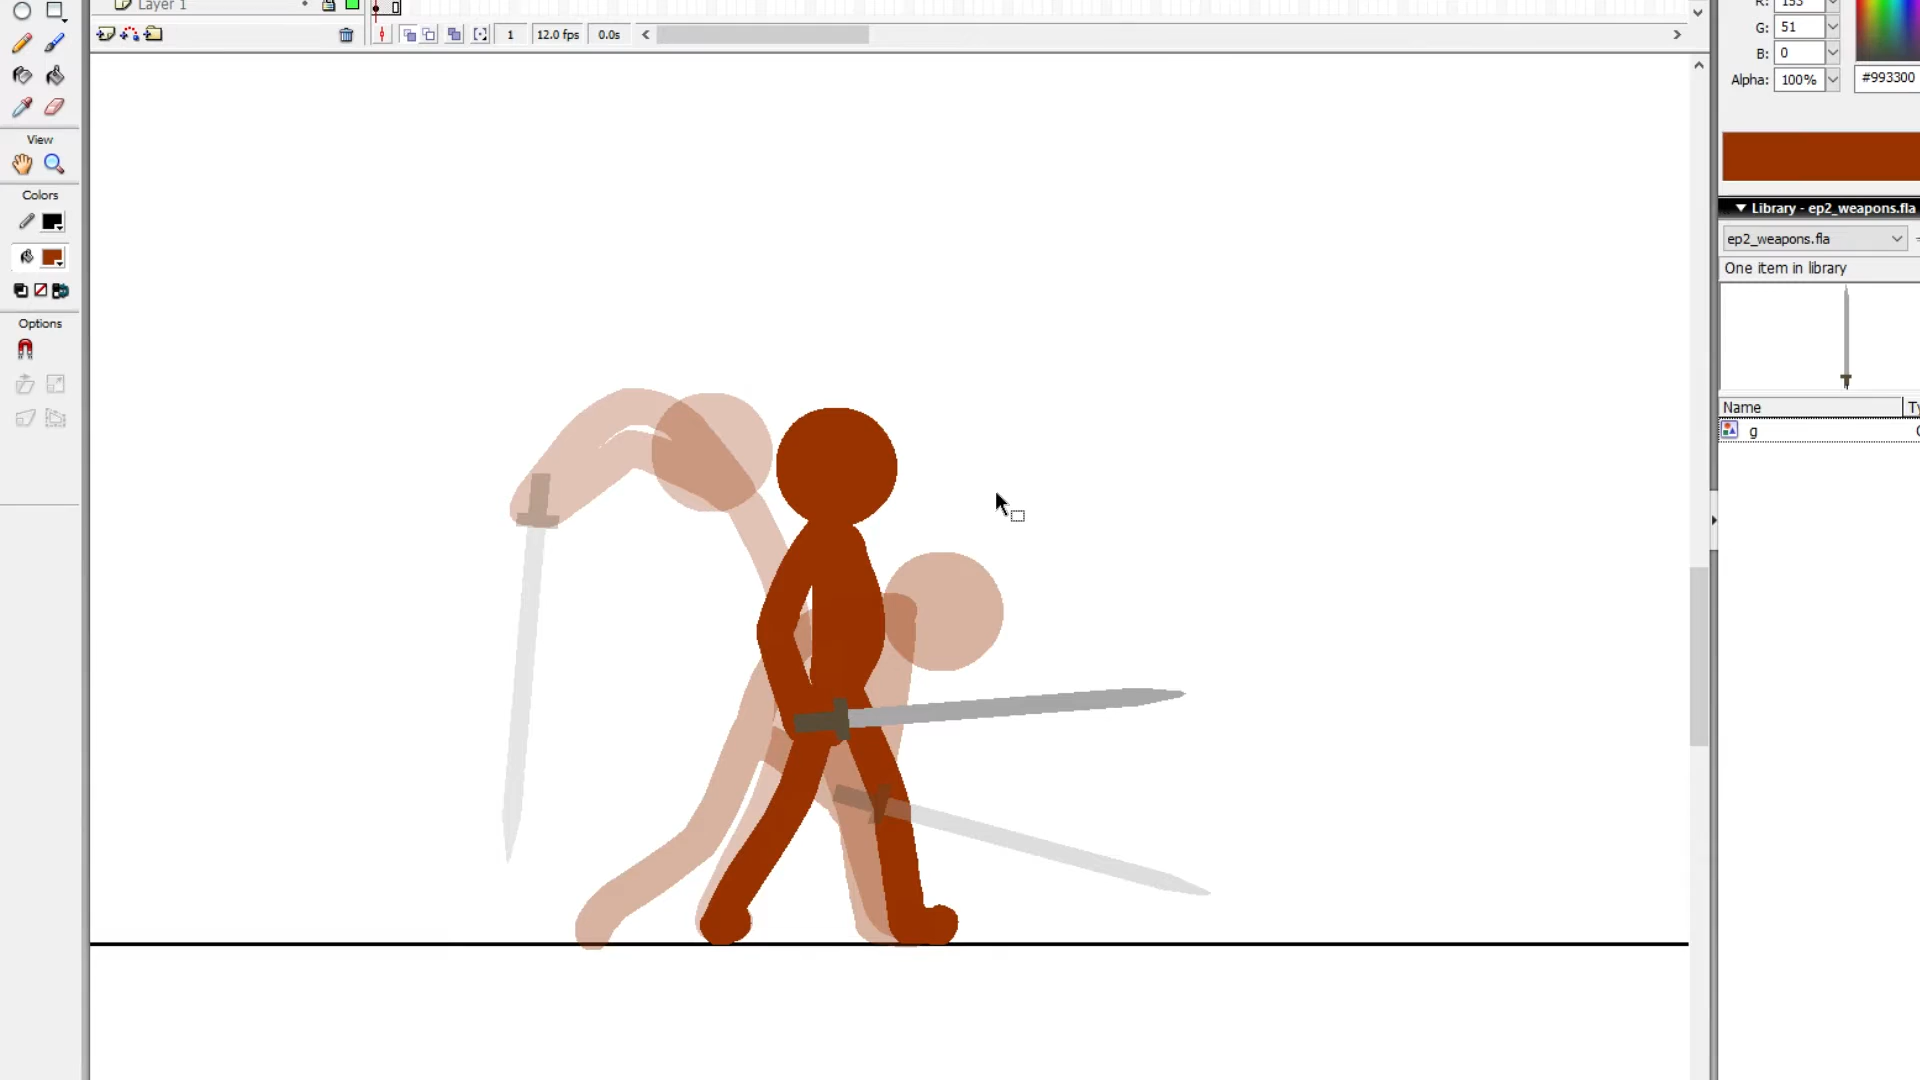 Layer 1
R: 153
1 12.0 fps 0.0s
G: 51
B: 0
Alpha: 100% #993300
View
Colors
Library - ep2_weapons.fla
ep2_weapons.fla
One item in library
Options
Name
g